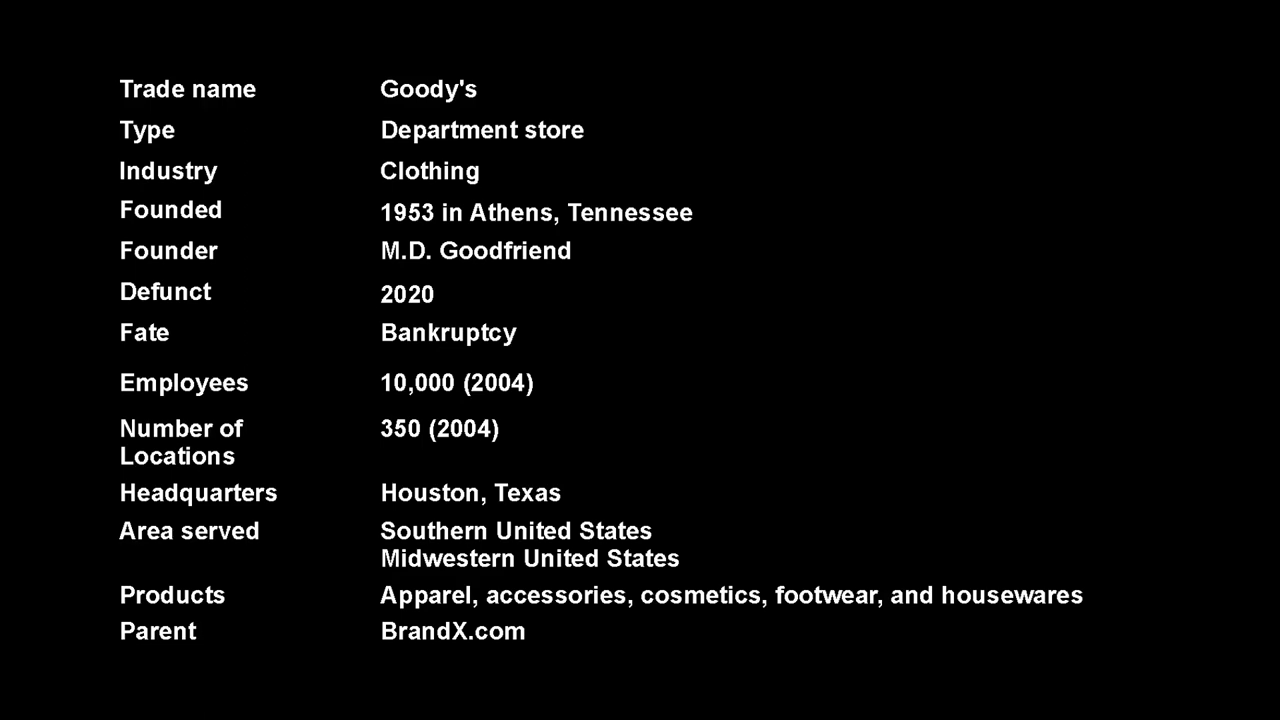 Trade name Goody's
Type Department store
Industry Clothing
Founded 1953 in Athens, Tennessee
Founder M.D. Goodfriend
Defunct 2020
Fate Bankruptcy
Employees 10,000 (2004)
Number of 350 (2004)
Locations
Headquarters Houston, Texas
Area served Southern United States
Midwestern United States
Products Apparel, accessories, cosmetics, footwear, and housewares
Parent BrandX.com